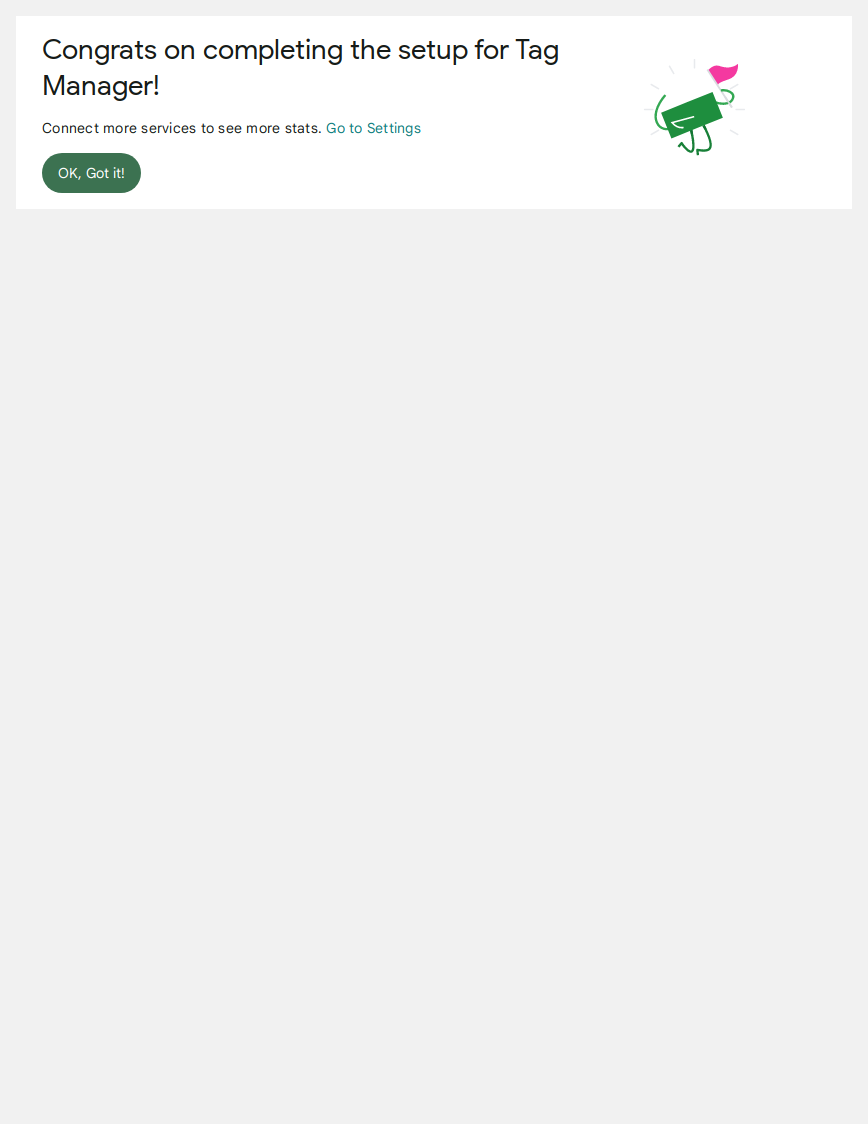 Congrats on completing the setup for Tag
Manager!
Connect more services to see more stats. Go to Settings
OK, Got it!